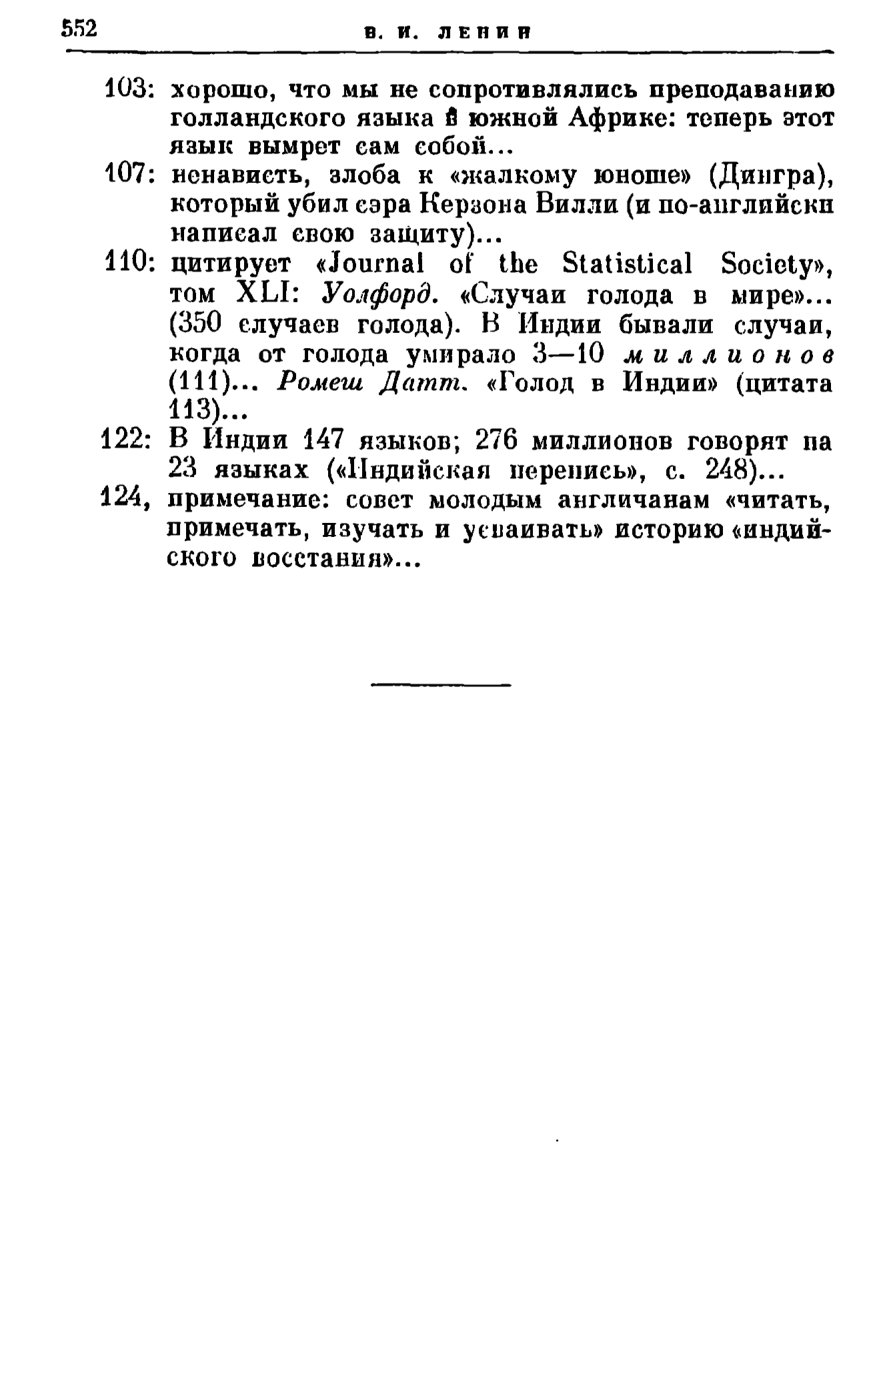 552
В. И. ЛЕНИН
103: хорошо, что мы не сопротивлялись преподаванию
голландского языка в южной Африке: теперь этот
язык вымрет сам собой...
107: ненависть, злоба к «жалкому юноше» (Дингра),
который убил сэра Керзона Вилли (и по-английски
написал свою защиту)...
110: цитирует «Journal of the Statistical Society»,
том XLI: Уолфорд. «Случаи голода в мире»...
(350 случаев голода). В Индии бывали случаи,
когда от голода умирало 3—10 миллионов
(111)... Ромеш Датт. «Голод в Индии» (цитата
113)...
122: В Индии 147 языков; 276 миллионов говорят на
23 языках («Индийская перепись», с. 248)...
124, примечание: совет молодым англичанам «читать,
примечать, изучать и усваивать» историю «индий-
ского восстания»...